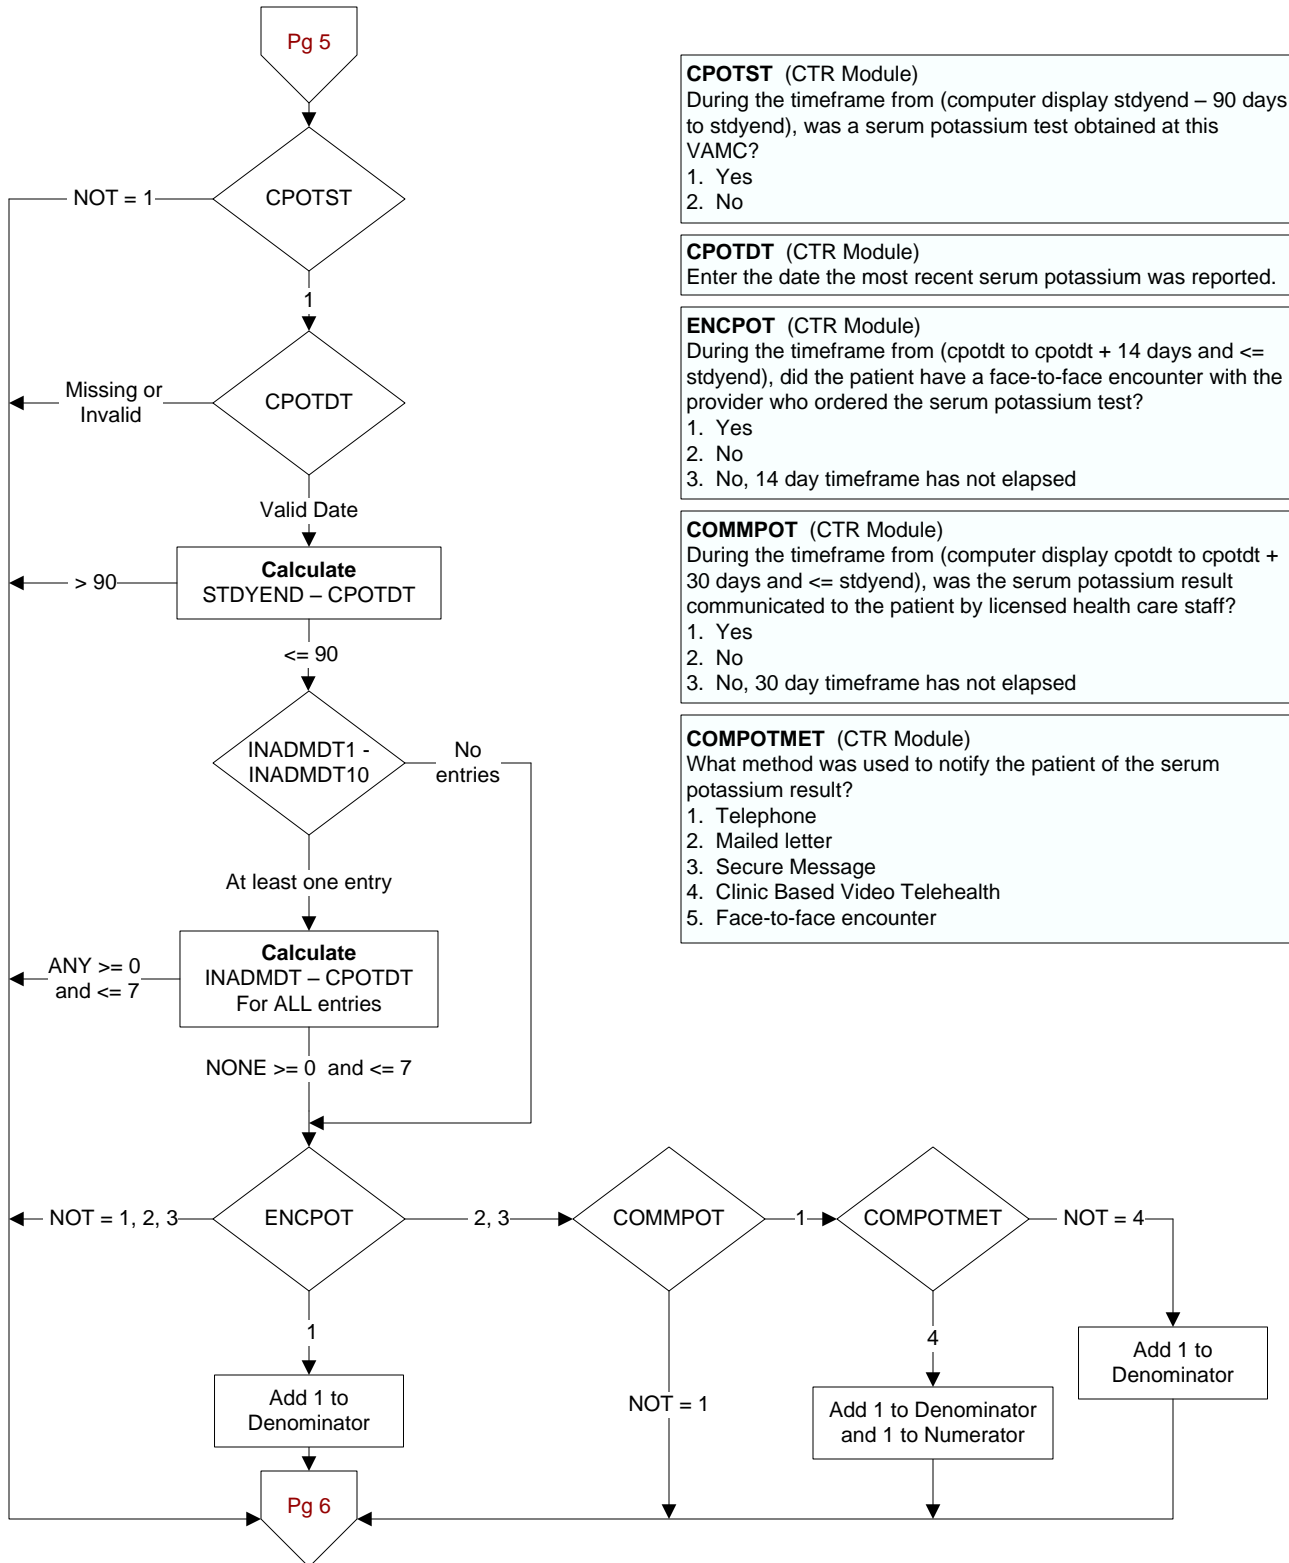 Pg 5
CPOTST
NOT = 1
1
CPOTDT
Missing or
Invalid
Valid Date
Calculate
STDYEND – CPOTDT
> 90
<= 90
INADMDT1 -
INADMDT10
No
entries
At least one entry
Calculate
INADMDT – CPOTDT
For ALL entries
ANY >= 0
and <= 7
NONE >= 0 and <= 7
NOT = 1, 2, 3
ENCPOT
2, 3
COMMPOT
1
COMPOTMET
NOT = 4
1
NOT = 1
4
Add 1 to
Denominator
Add 1 to Denominator
and 1 to Numerator
Add 1 to
Denominator
Pg 6
CPOTST (CTR Module)
During the timeframe from (computer display stdyend – 90 days
to stdyend), was a serum potassium test obtained at this
VAMC?
1. Yes
2. No
CPOTDT (CTR Module)
Enter the date the most recent serum potassium was reported.
ENCPOT (CTR Module)
During the timeframe from (cpotdt to cpotdt + 14 days and <=
stdyend), did the patient have a face-to-face encounter with the
provider who ordered the serum potassium test?
1. Yes
2. No
3. No, 14 day timeframe has not elapsed
COMMPOT (CTR Module)
During the timeframe from (computer display cpotdt to cpotdt +
30 days and <= stdyend), was the serum potassium result
communicated to the patient by licensed health care staff?
1. Yes
2. No
3. No, 30 day timeframe has not elapsed
COMPOTMET (CTR Module)
What method was used to notify the patient of the serum
potassium result?
1. Telephone
2. Mailed letter
3. Secure Message
4. Clinic Based Video Telehealth
5. Face-to-face encounter